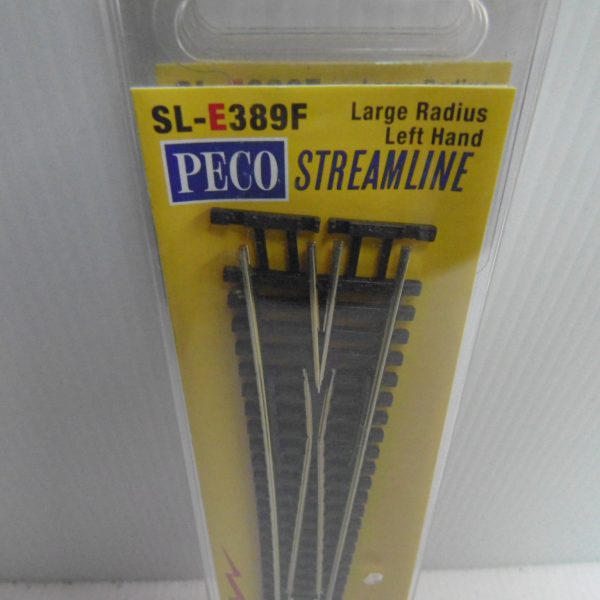 SL-E389F
Large Radius
Left Hand
PECO STREAMLINE